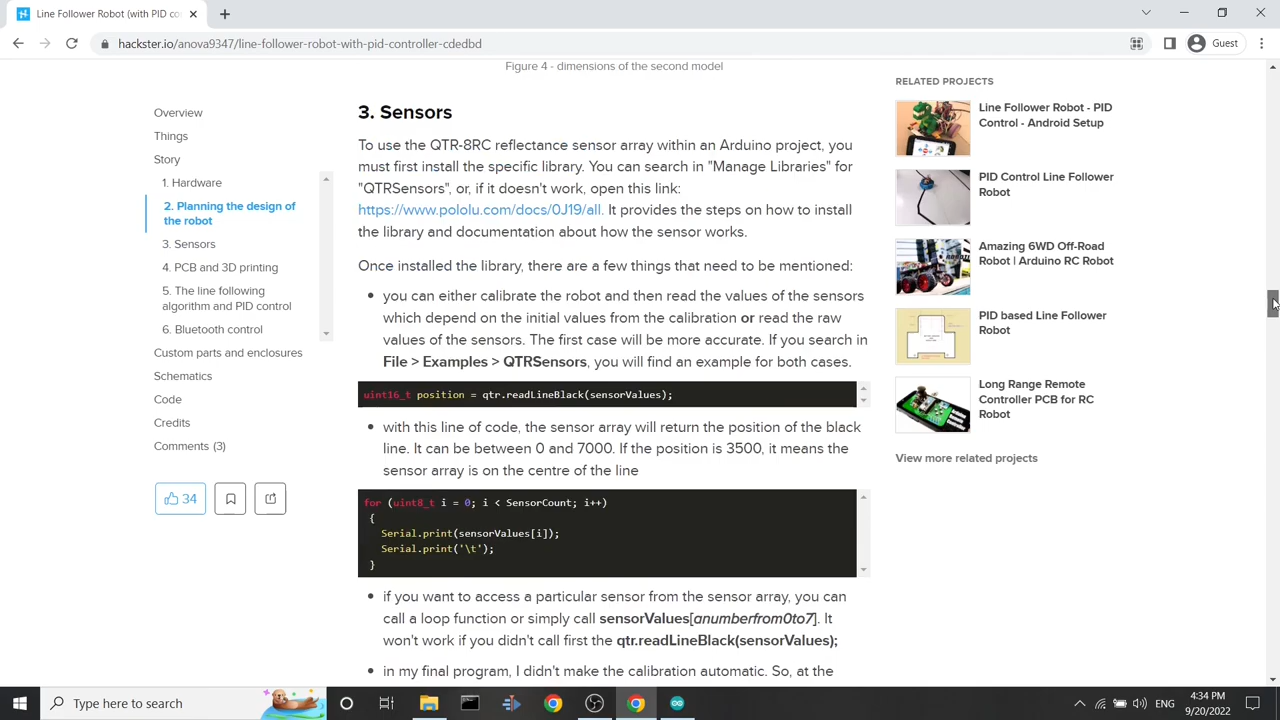 Line Follower Robot (with PID co
hackster.io/anova9347/line-follower-robot-with-pid-controller-cdedbd
Guest
Figure 4 - dimensions of the second model
Overview
Things
Story
1. Hardware
2. Planning the design of
the robot
3. Sensors
4. PCB and 3D printing
5. The line following
algorithm and PID control
6. Bluetooth control
Custom parts and enclosures
Schematics
Code
Credits
Comments (3)
34
3. Sensors
To use the QTR-8RC reflectance sensor array within an Arduino project, you
must first install the specific library. You can search in "Manage Libraries" for
"QTRSensors", or, if it doesn't work, open this link:
https://www.pololu.com/docs/0J19/all. It provides the steps on how to install
the library and documentation about how the sensor works.
Once installed the library, there are a few things that need to be mentioned:
you can either calibrate the robot and then read the values of the sensors
which depend on the initial values from the calibration or read the raw
values of the sensors. The first case will be more accurate. If you search in
File > Examples > QTRSensors, you will find an example for both cases.
uint16_t position = qtr.readLineBlack(sensorValues);
with this line of code, the sensor array will return the position of the black
line. It can be between 0 and 7000. If the position is 3500, it means the
sensor array is on the centre of the line
for (uint8_t i = 0; i < SensorCount; i++)
{
Serial.print(sensorValues[i]);
Serial.print('\t');
}
if you want to access a particular sensor from the sensor array, you can
call a loop function or simply call sensorValues[anumberfrom0to7]. It
won't work if you didn't call first the qtr.readLineBlack(sensorValues);
in my final program, I didn't make the calibration automatic. So, at the
RELATED PROJECTS
Line Follower Robot - PID
Control - Android Setup
PID Control Line Follower
Robot
Amazing 6WD Off-Road
Robot | Arduino RC Robot
PID based Line Follower
Robot
Long Range Remote
Controller PCB for RC
Robot
View more related projects
Type here to search
ENG
4:34 PM
9/20/2022